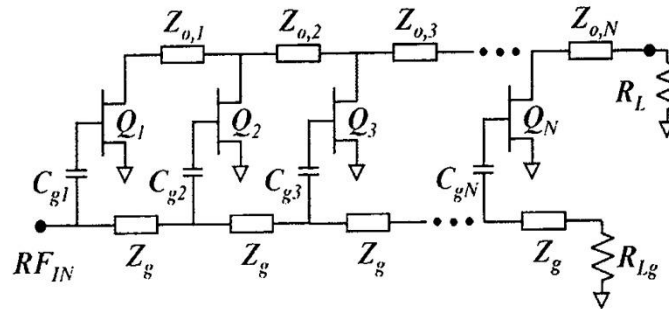 Z_{o,1} Z_{o,2} Z_{o,3} Z_{o,N}
R_L
Q_1 Q_2 Q_3 Q_N
C_{g1} C_{g2} C_{g3} C_{gN}
RF_{IN} Z_g Z_g Z_g Z_g R_{Lg}